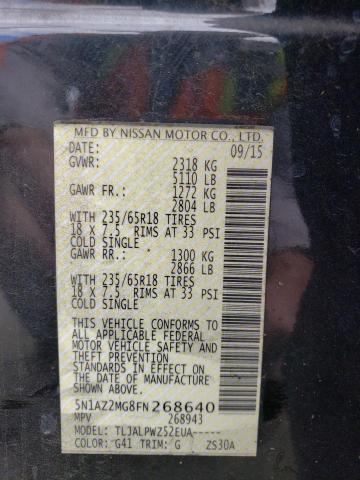 MFD BY NISSAN MOTOR CO., LTD.
DATE: 09/15
GVWR: 2318 KG
5110 LB
GAWR FR.: 1272 KG
2804 LB
WITH 235/65R18 TIRES
18 X 7.5 RIMS AT 33 PSI
COLD SINGLE
GAWR RR.: 1300 KG
2866 LB
WITH 235/65R18 TIRES
18 X 7.5 RIMS AT 33 PSI
COLD SINGLE
THIS VEHICLE CONFORMS TO
ALL APPLICABLE FEDERAL
MOTOR VEHICLE SAFETY AND
THEFT PREVENTION
STANDARDS IN EFFECT ON
THE DATE OF MANUFACTURE
SHOWN ABOVE.
5N1AZ2MG8FN268640
MPV 268943
MODEL: TLJALPWZ52EUA-----
COLOR: G41 TRIM: G ZS30A